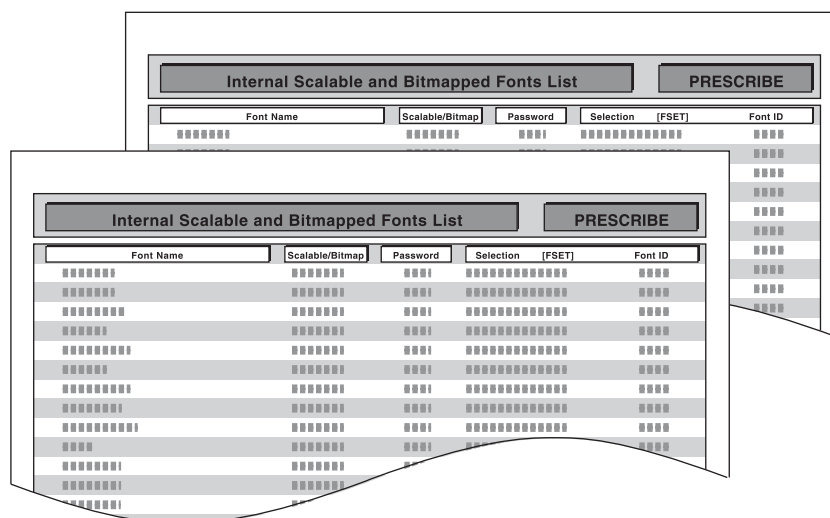 Internal Scalable and Bitmapped Fonts List PRESCRIBE
Font Name Scalable/Bitmap Password Selection [FSET] Font ID
Internal Scalable and Bitmapped Fonts List PRESCRIBE
Font Name Scalable/Bitmap Password Selection [FSET] Font ID